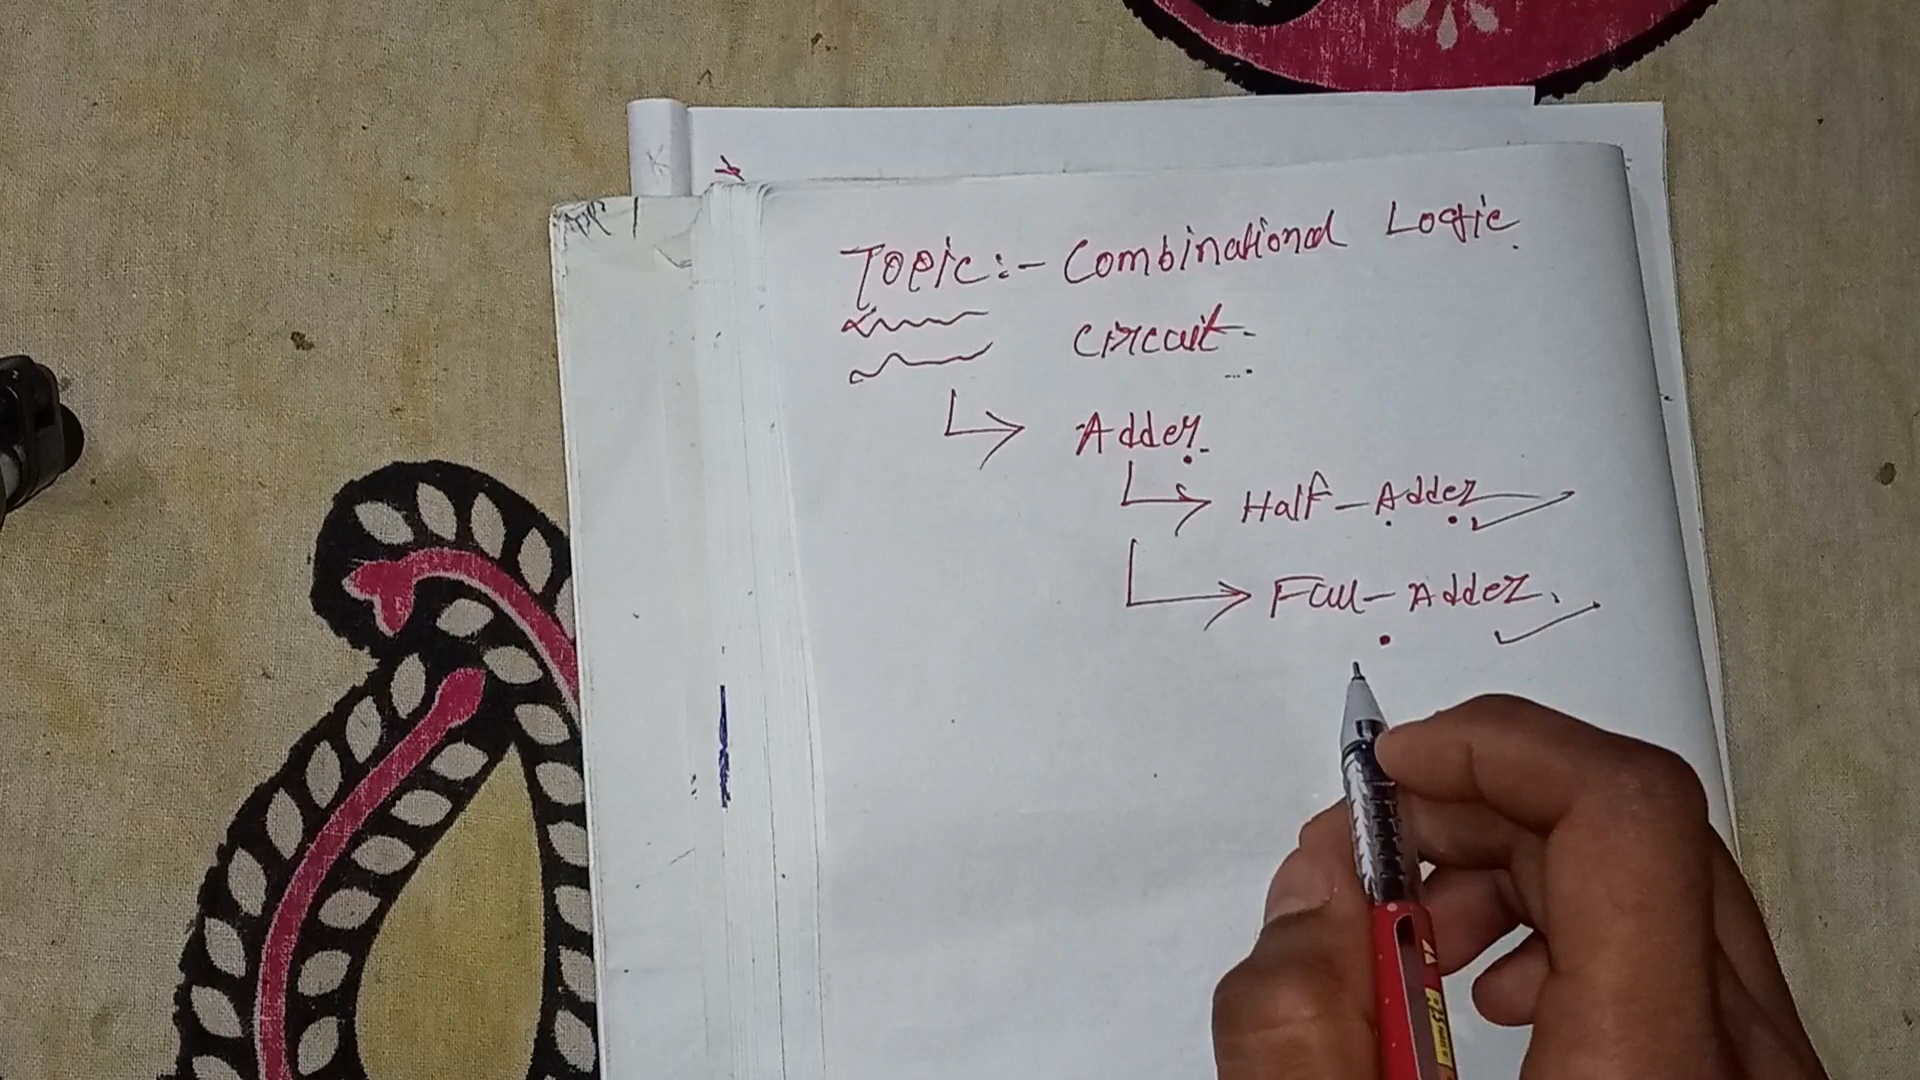 Topic:- Combinational Logic
Circuit
Adder
Half-Adder
Full-Adder.